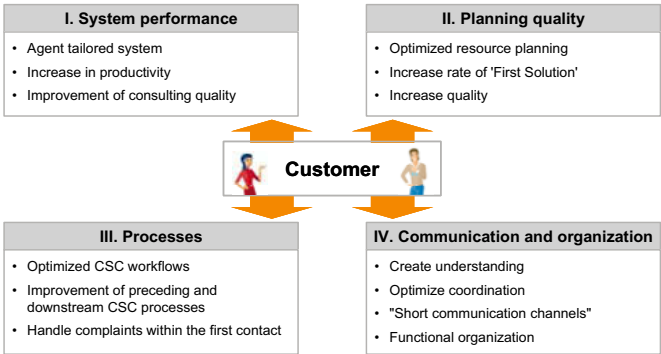 I. System performance
• Agent tailored system
• Increase in productivity
• Improvement of consulting quality
II. Planning quality
• Optimized resource planning
• Increase rate of 'First Solution'
• Increase quality
Customer
III. Processes
• Optimized CSC workflows
• Improvement of preceding and
downstream CSC processes
• Handle complaints within the first contact
IV. Communication and organization
• Create understanding
• Optimize coordination
• "Short communication channels"
• Functional organization